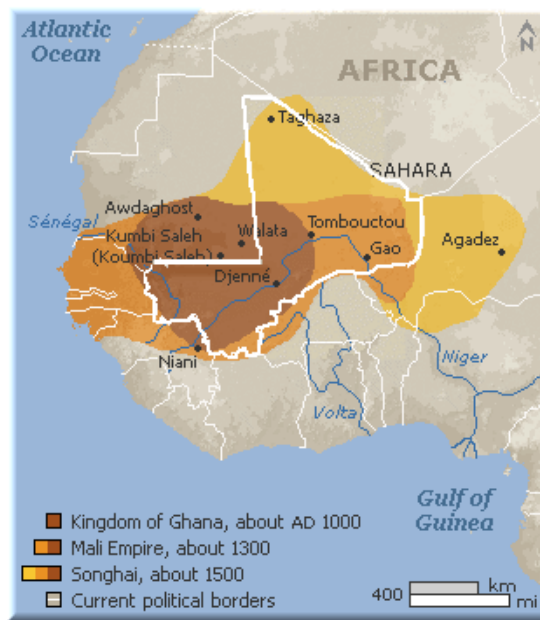 Atlantic
Ocean
N
AFRICA
Taghaza
SAHARA
Awdaghost
Sénégal
Walata
Tombouctou
Kumbi Saleh
(Koumbi Saleh)
Gao
Agadez
Djenné
Niani
Niger
Volta
Gulf of
Guinea
Kingdom of Ghana, about AD 1000
Mali Empire, about 1300
Songhai, about 1500
Current political borders
400 km
mi